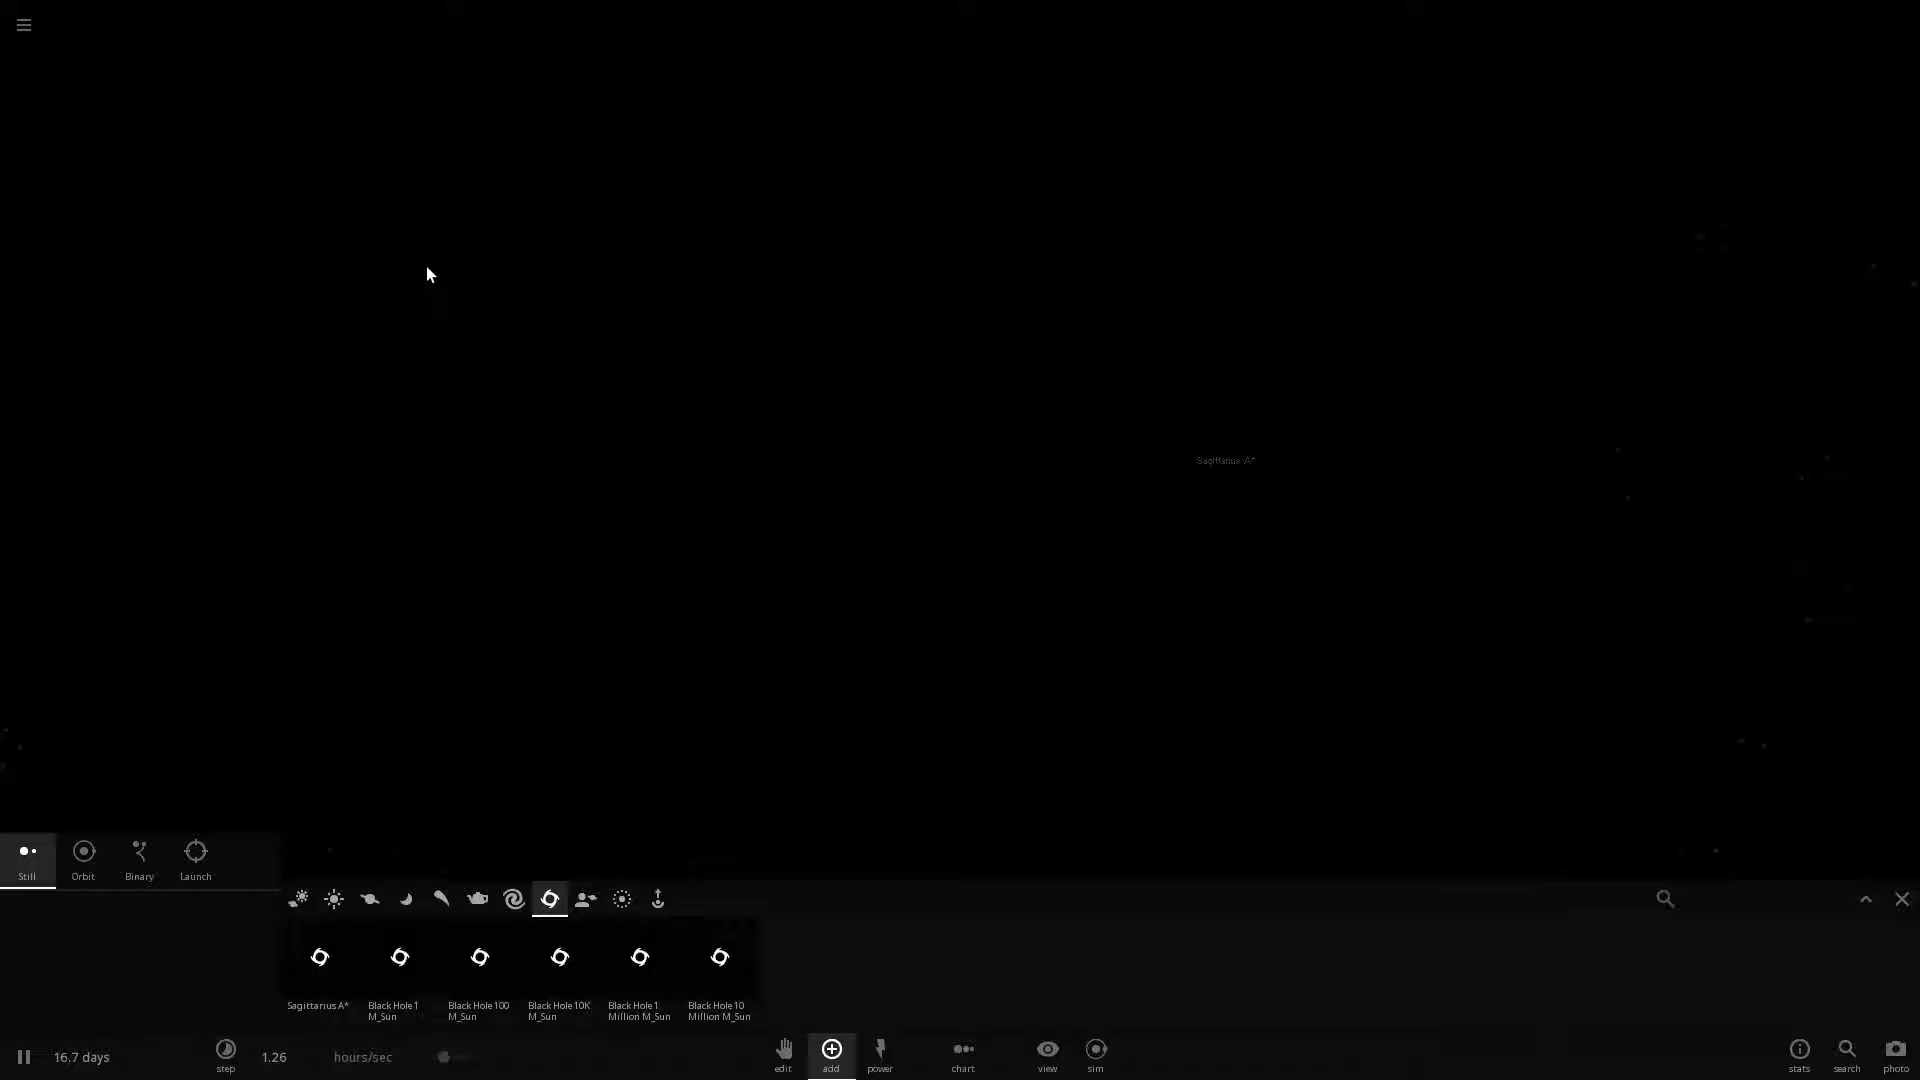 Sagittarius A*
Still
Orbit
Binary
Launch
Sagittarius A*
Black Hole 1
M_Sun
Black Hole 100
M_Sun
Black Hole 10K
M_Sun
Black Hole 1
Million M_Sun
Black Hole 10
Million M_Sun
16.7 days
step
1.26
hours/sec
edit
add
power
chart
view
sim
stats
search
photo